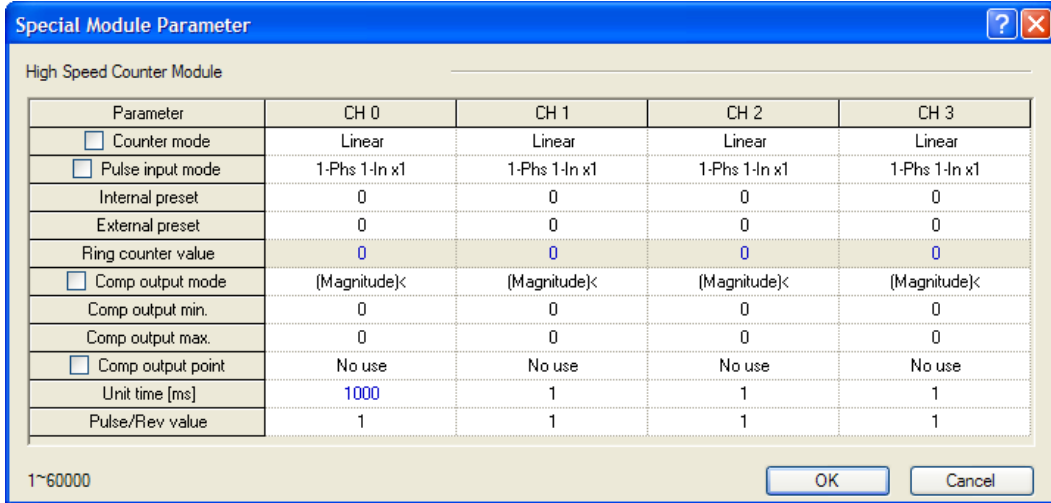 Special Module Parameter
High Speed Counter Module
Parameter CH 0 CH 1 CH 2 CH 3
Counter mode Linear Linear Linear Linear
Pulse input mode 1-Phs 1-In x1 1-Phs 1-In x1 1-Phs 1-In x1 1-Phs 1-In x1
Internal preset 0 0 0 0
External preset 0 0 0 0
Ring counter value 0 0 0 0
Comp output mode (Magnitude)< (Magnitude)< (Magnitude)< (Magnitude)<
Comp output min. 0 0 0 0
Comp output max. 0 0 0 0
Comp output point No use No use No use No use
Unit time [ms] 1000 1 1 1
Pulse/Rev value 1 1 1 1
1~60000 OK Cancel